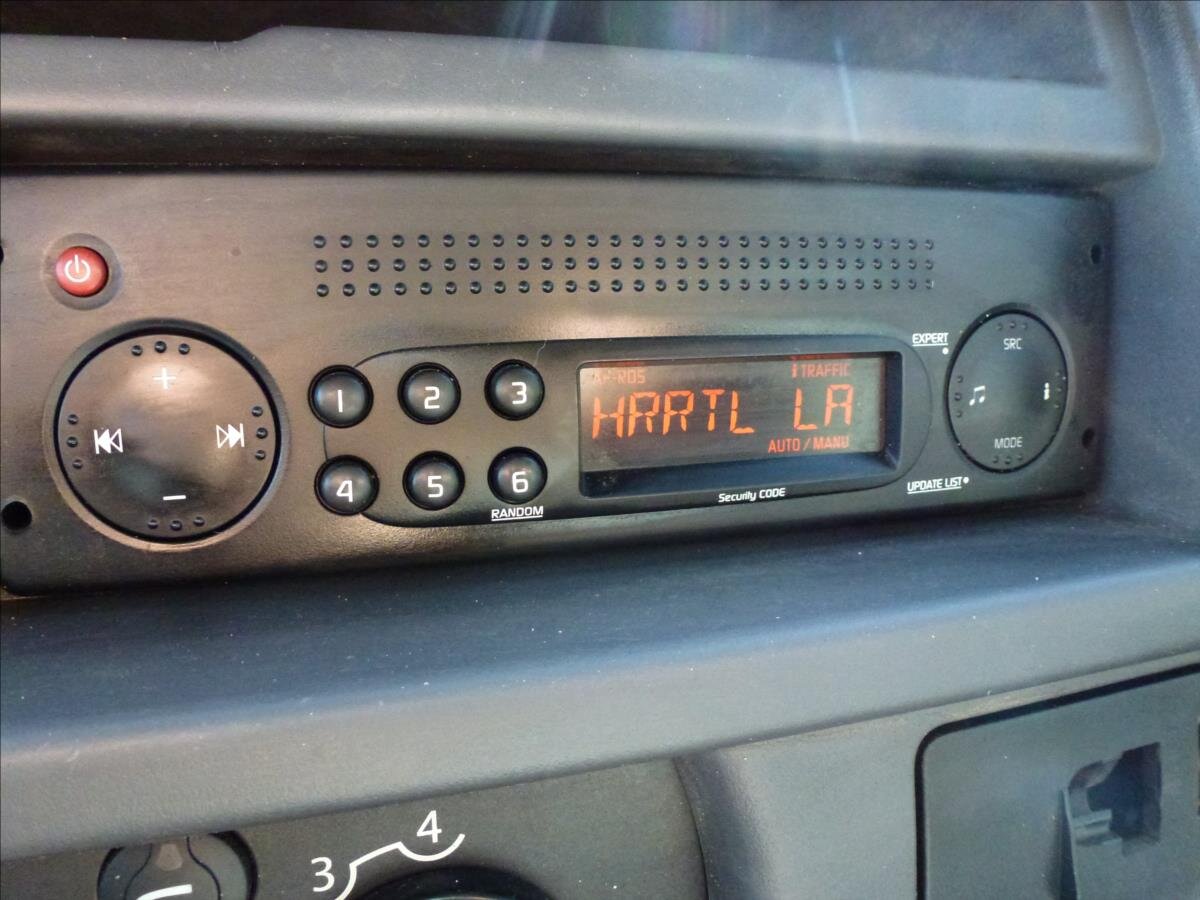 EXPERT
SRC
AF-RDS
i TRAFFIC
1
2
3
HRRTL LA
MODE
AUTO / MANU
4
5
6
UPDATE LIST
Security CODE
RANDOM
4
3